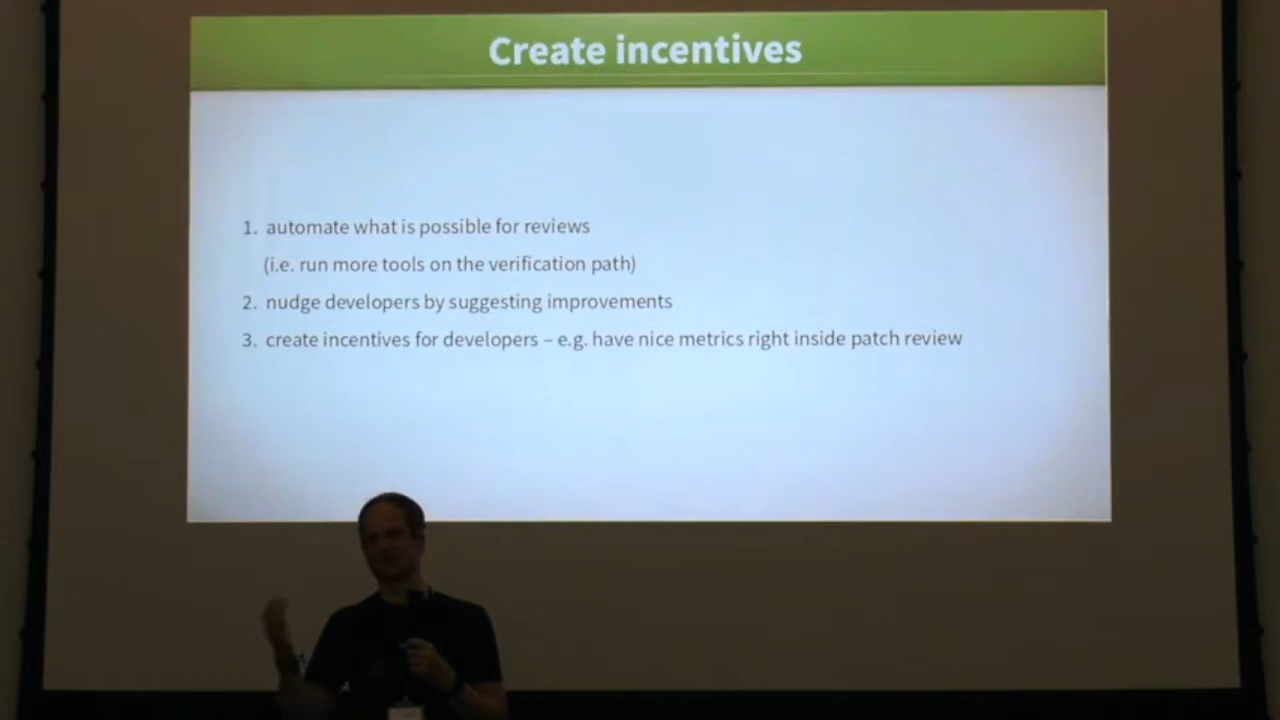 Create incentives
1. automate what is possible for reviews
(i.e. run more tools on the verification path)
2. nudge developers by suggesting improvements
3. create incentives for developers – e.g. have nice metrics right inside patch review